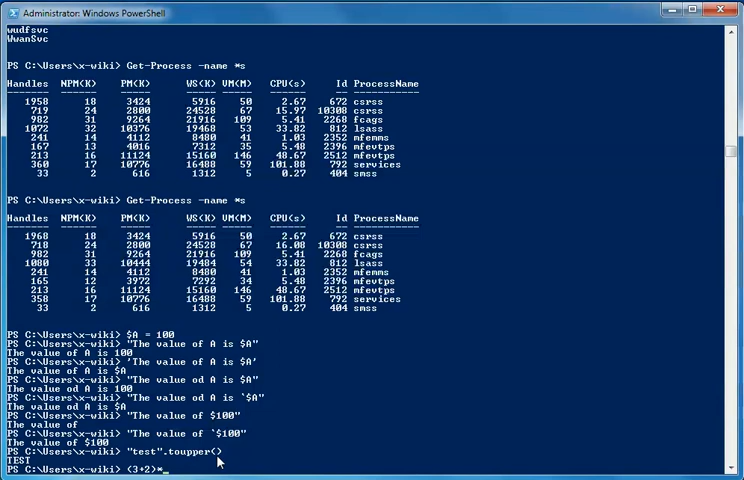 Administrator: Windows PowerShell
wudfsvc
WwanSvc
PS C:\Users\x-wiki> Get-Process -name *s
Handles NPM(K) PM(K) WS(K) VM(M) CPU(s) Id ProcessName
1958 18 3424 5916 50 2.67 672 csrss
719 24 2800 24528 67 15.97 10308 csrss
982 31 9264 21916 109 5.41 2268 fcags
1072 32 10376 19468 53 33.82 812 lsass
241 14 4112 8480 41 1.03 2352 mfemms
167 13 4016 7312 35 5.48 2396 mfevtps
213 16 11124 15160 146 48.67 2512 mfevtps
360 17 10776 16488 59 101.88 792 services
33 2 616 1312 5 0.27 404 smss
PS C:\Users\x-wiki> Get-Process -name *s
Handles NPM(K) PM(K) WS(K) VM(M) CPU(s) Id ProcessName
1968 18 3424 5916 50 2.67 672 csrss
718 24 2800 24528 67 16.08 10308 csrss
982 31 9264 21916 109 5.41 2268 fcags
1080 33 10444 19484 54 33.82 812 lsass
241 14 4112 8480 41 1.03 2352 mfemms
165 12 3972 7292 34 5.48 2396 mfevtps
213 16 11124 15160 146 48.67 2512 mfevtps
358 17 10776 16488 59 101.88 792 services
33 2 616 1312 5 0.27 404 smss
PS C:\Users\x-wiki> $A = 100
PS C:\Users\x-wiki> "The value of A is $A"
The value of A is 100
PS C:\Users\x-wiki> 'The value of A is $A'
The value of A is $A
PS C:\Users\x-wiki> "The value od A is $A"
The value od A is 100
PS C:\Users\x-wiki> "The value od A is `$A"
The value od A is $A
PS C:\Users\x-wiki> "The value of $100"
The value of
PS C:\Users\x-wiki> "The value of `$100"
The value of $100
PS C:\Users\x-wiki> "test".toupper()
TEST
PS C:\Users\x-wiki> (3+2)*_